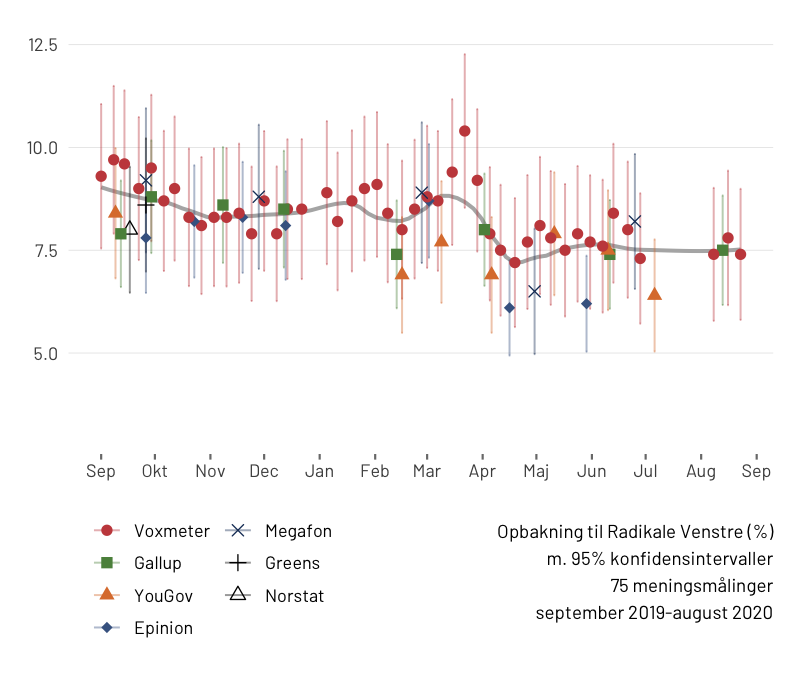 12.5
10.0
7.5
5.0
Sep Okt Nov Dec Jan Feb Mar Apr Maj Jun Jul Aug Sep
Voxmeter Megafon
Gallup Greens
YouGov Norstat
Epinion
Opbakning til Radikale Venstre (%)
m. 95% konfidensintervaller
75 meningsmålinger
september 2019-august 2020